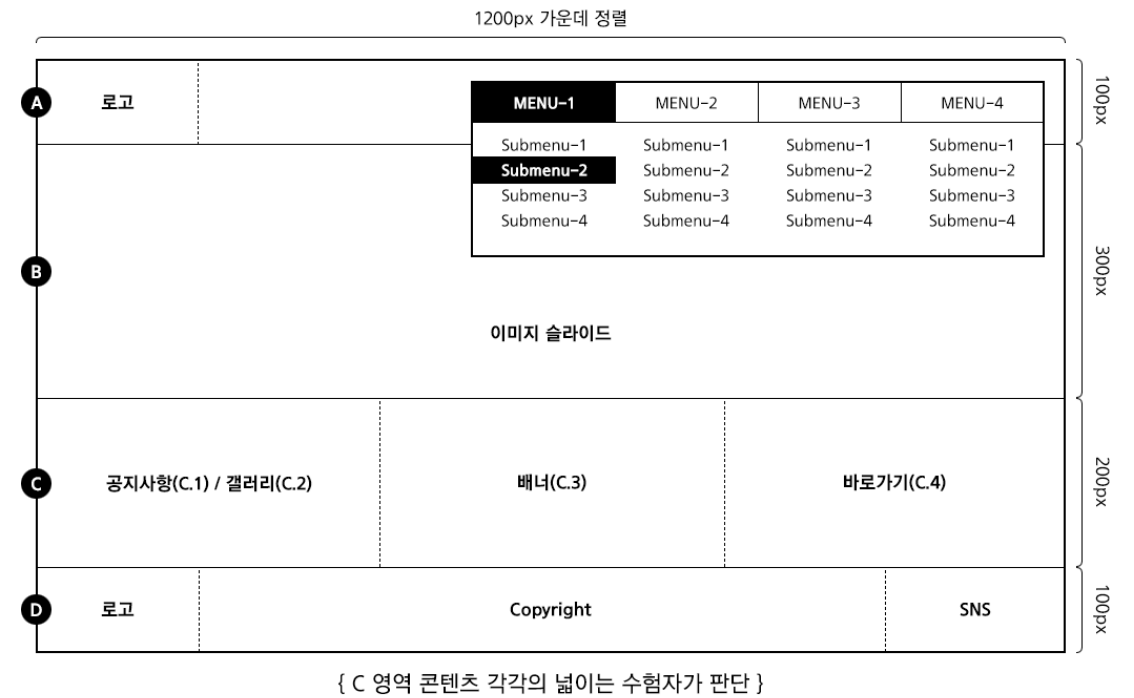 1200px 가운데 정렬
A 로고 MENU-1 MENU-2 MENU-3 MENU-4 100px
Submenu-1 Submenu-1 Submenu-1 Submenu-1
Submenu-2 Submenu-2 Submenu-2 Submenu-2
Submenu-3 Submenu-3 Submenu-3 Submenu-3
Submenu-4 Submenu-4 Submenu-4 Submenu-4
B 300px
이미지 슬라이드
C 공지사항(C.1) / 갤러리(C.2) 배너(C.3) 바로가기(C.4) 200px
D 로고 Copyright SNS 100px
{ C 영역 콘텐츠 각각의 넓이는 수험자가 판단 }